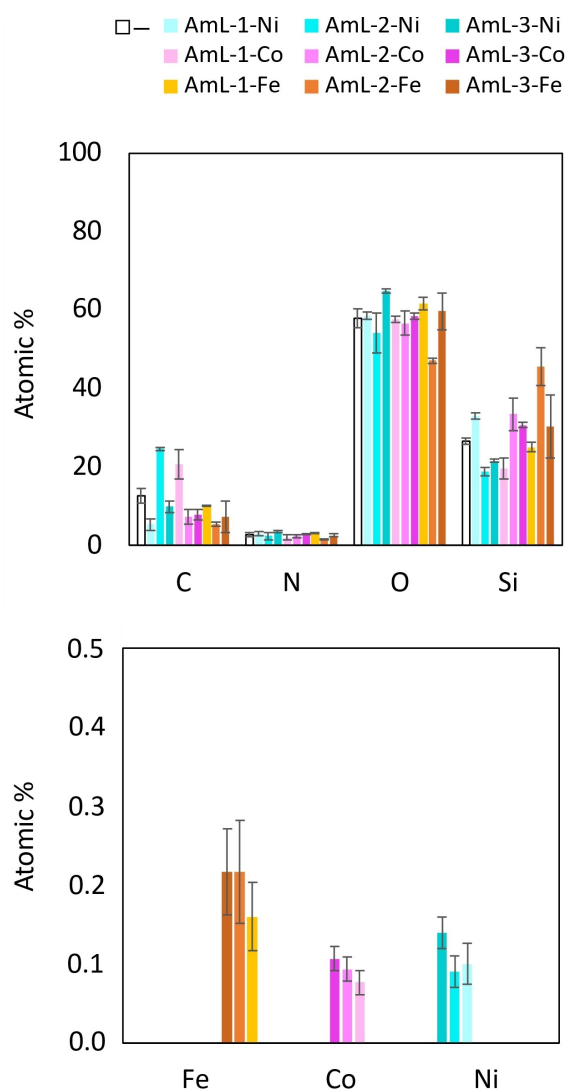 – AmL-1-Ni AmL-2-Ni AmL-3-Ni
AmL-1-Co AmL-2-Co AmL-3-Co
AmL-1-Fe AmL-2-Fe AmL-3-Fe
Atomic %
100
80
60
40
20
0
C N O Si
Atomic %
0.5
0.4
0.3
0.2
0.1
0.0
Fe Co Ni